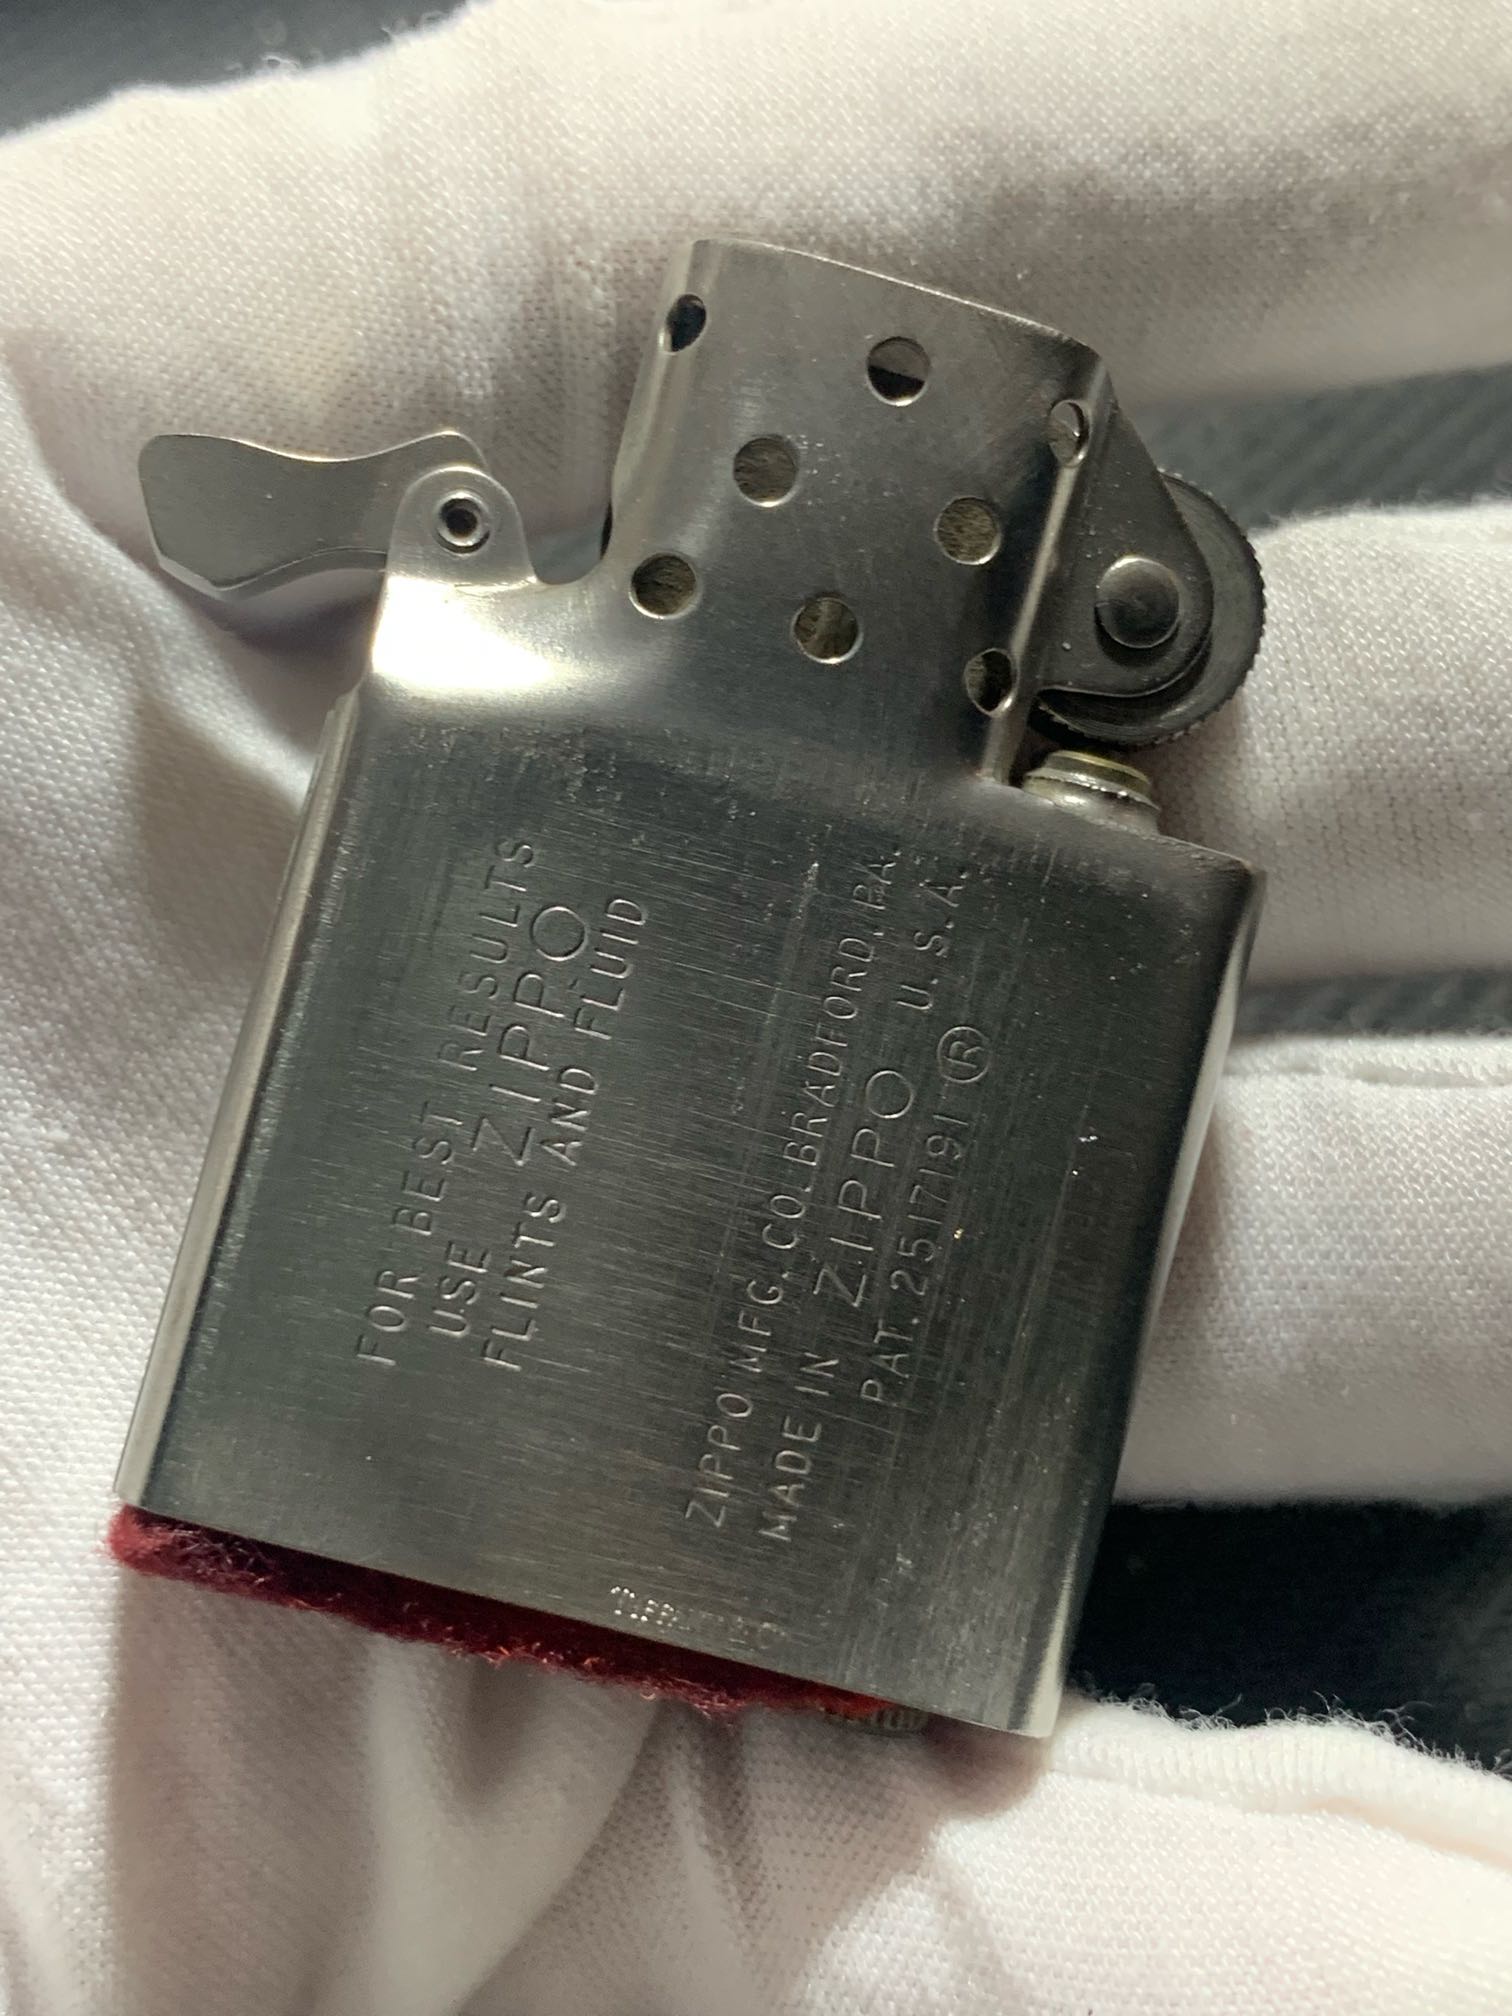 FOR BEST RESULTS
USE ZIPPO
FLINTS AND FLUID
ZIPPO MFG. CO. BRADFORD, PA.
MADE IN ZIPPO U.S.A.
PAT. 2517191 ®